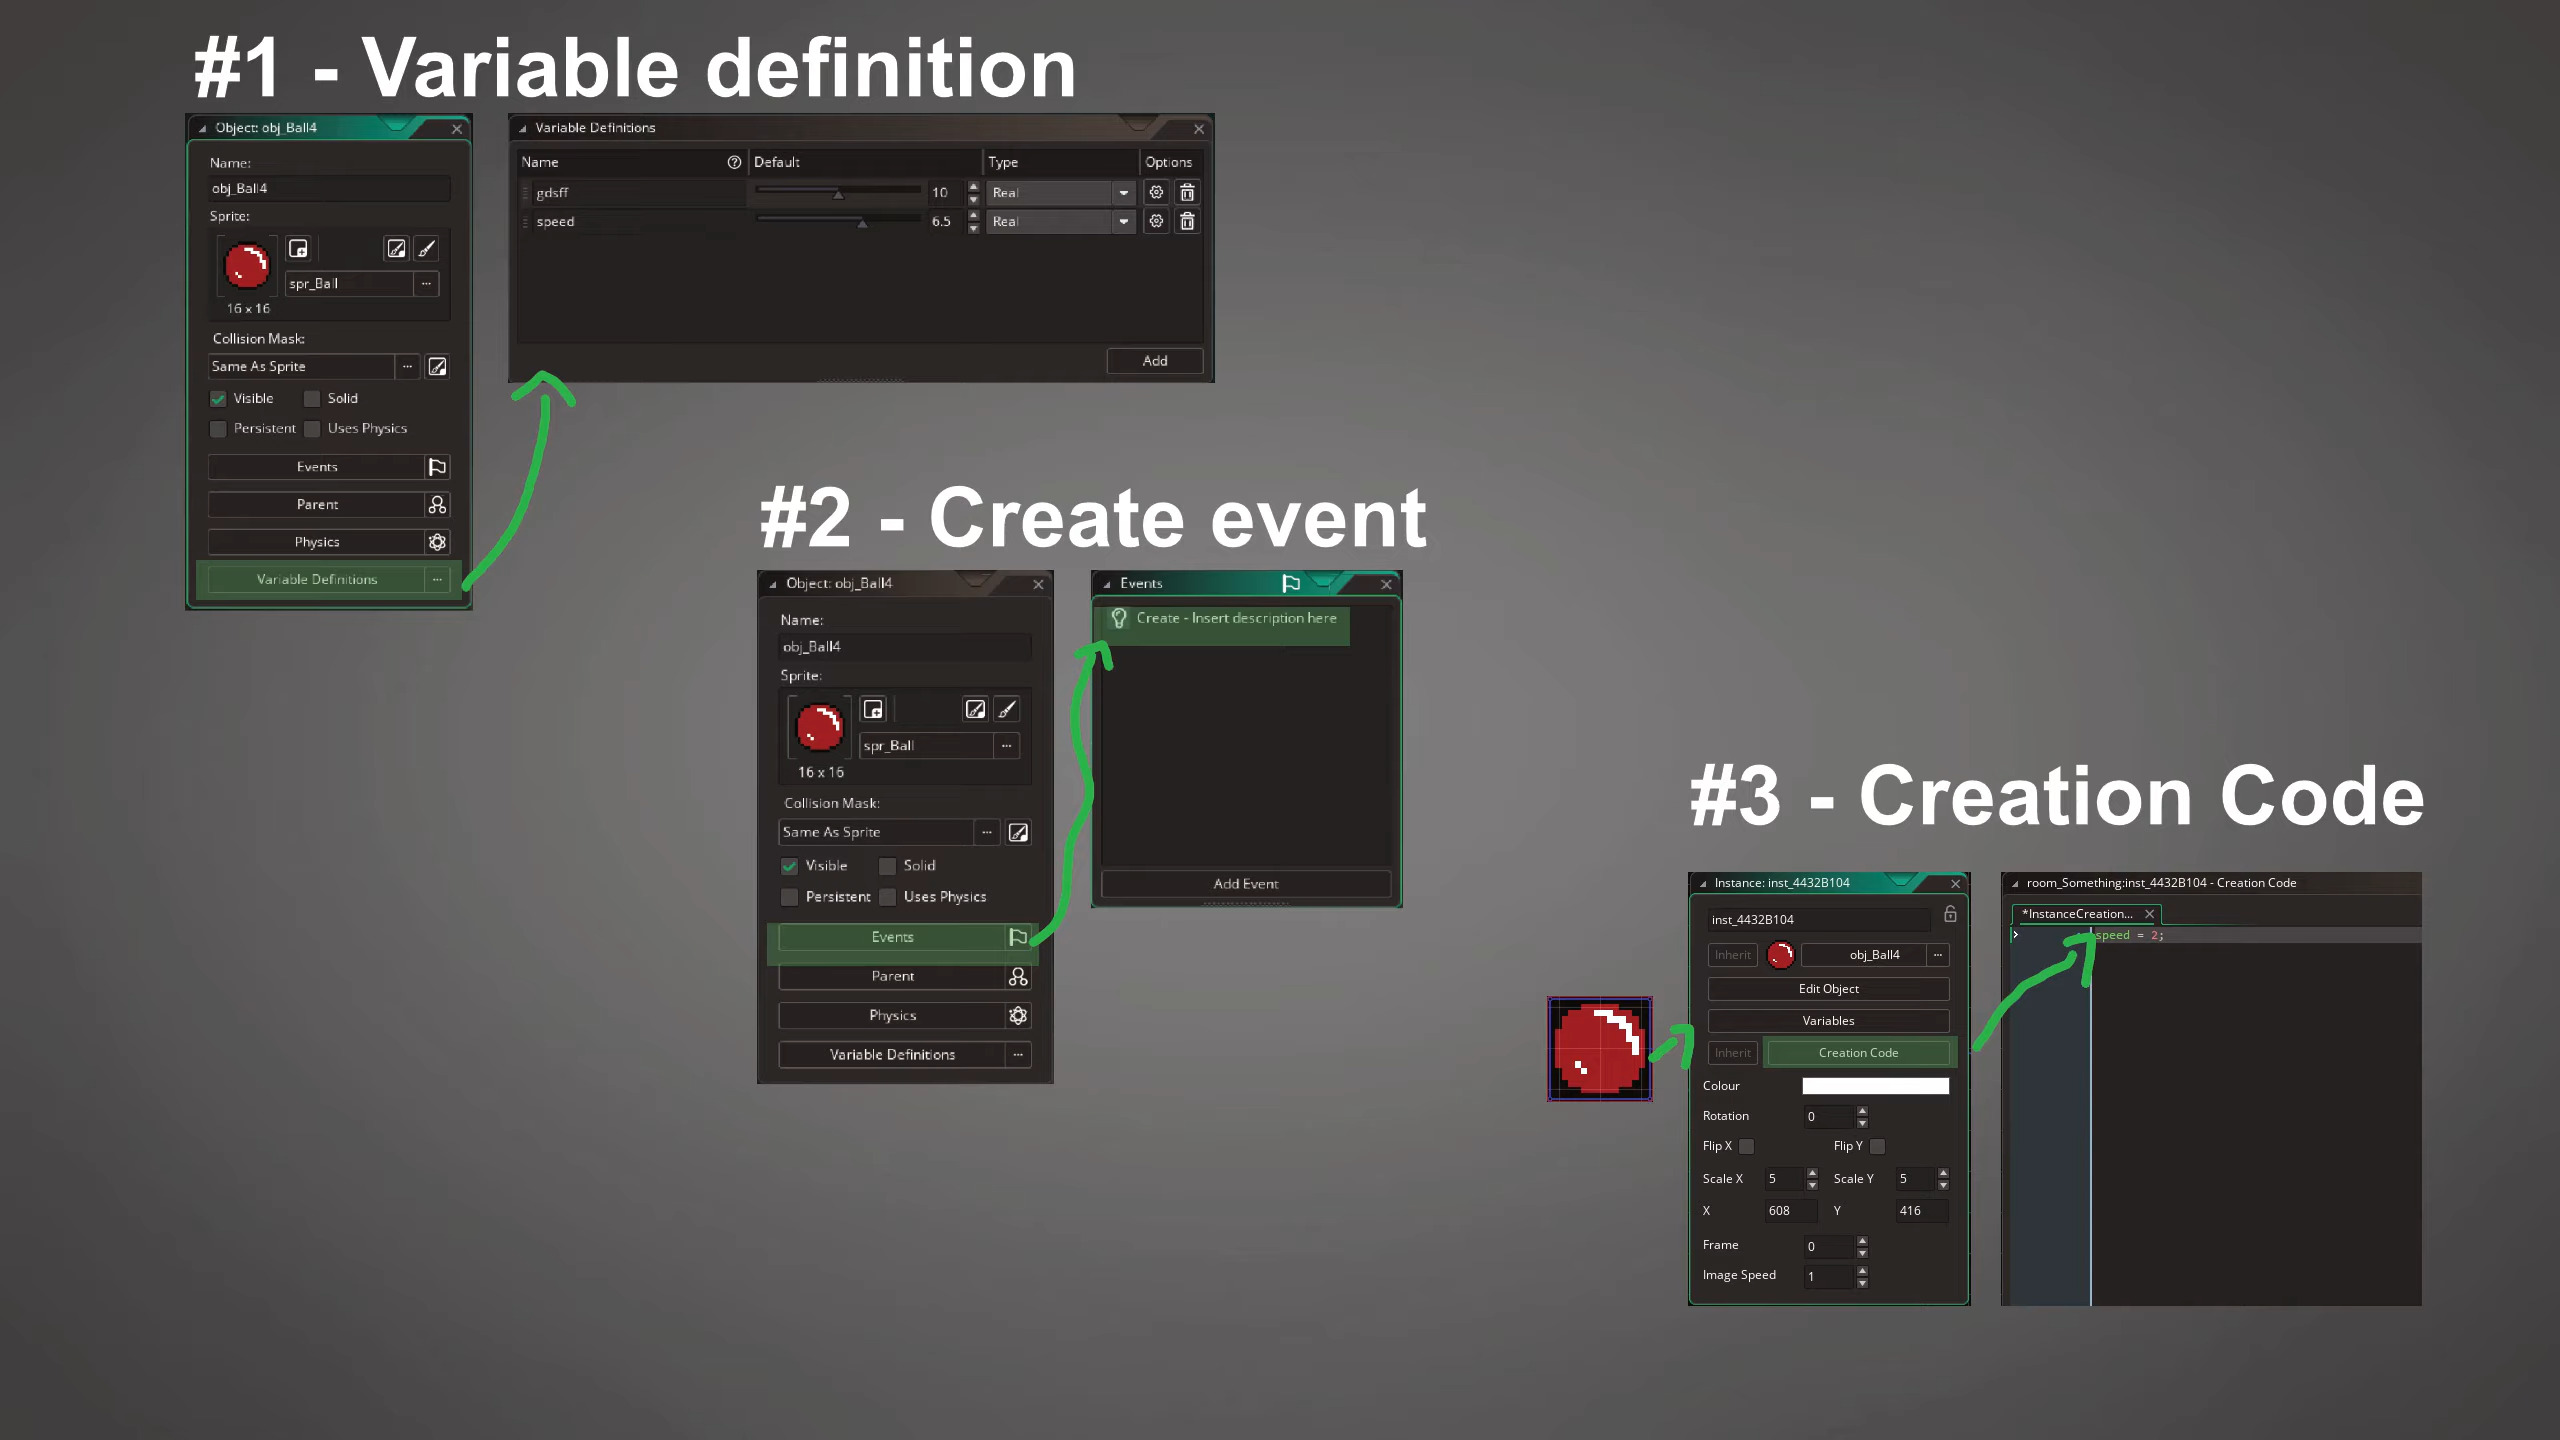 #1 - Variable definition
Object: obj_Ball4
Name:
obj_Ball4
Sprite:
spr_Ball
16 x 16
Collision Mask:
Same As Sprite
Visible
Solid
Persistent
Uses Physics
Events
Parent
Physics
Variable Definitions
Variable Definitions
Name Default Type Options
gdsff 10 Real
speed 6.5 Real
Add
#2 - Create event
Object: obj_Ball4
Name:
obj_Ball4
Sprite:
spr_Ball
16 x 16
Collision Mask:
Same As Sprite
Visible
Solid
Persistent
Uses Physics
Events
Parent
Physics
Variable Definitions
Events
Create - Insert description here
Add Event
#3 - Creation Code
Instance: inst_4432B104
inst_4432B104
Inherit
obj_Ball4
Edit Object
Variables
Inherit
Creation Code
Colour
Rotation 0
Flip X
Flip Y
Scale X 5
Scale Y 5
X 608
Y 416
Frame 0
Image Speed 1
room_Something:inst_4432B104 - Creation Code
*InstanceCreation...
speed = 2;